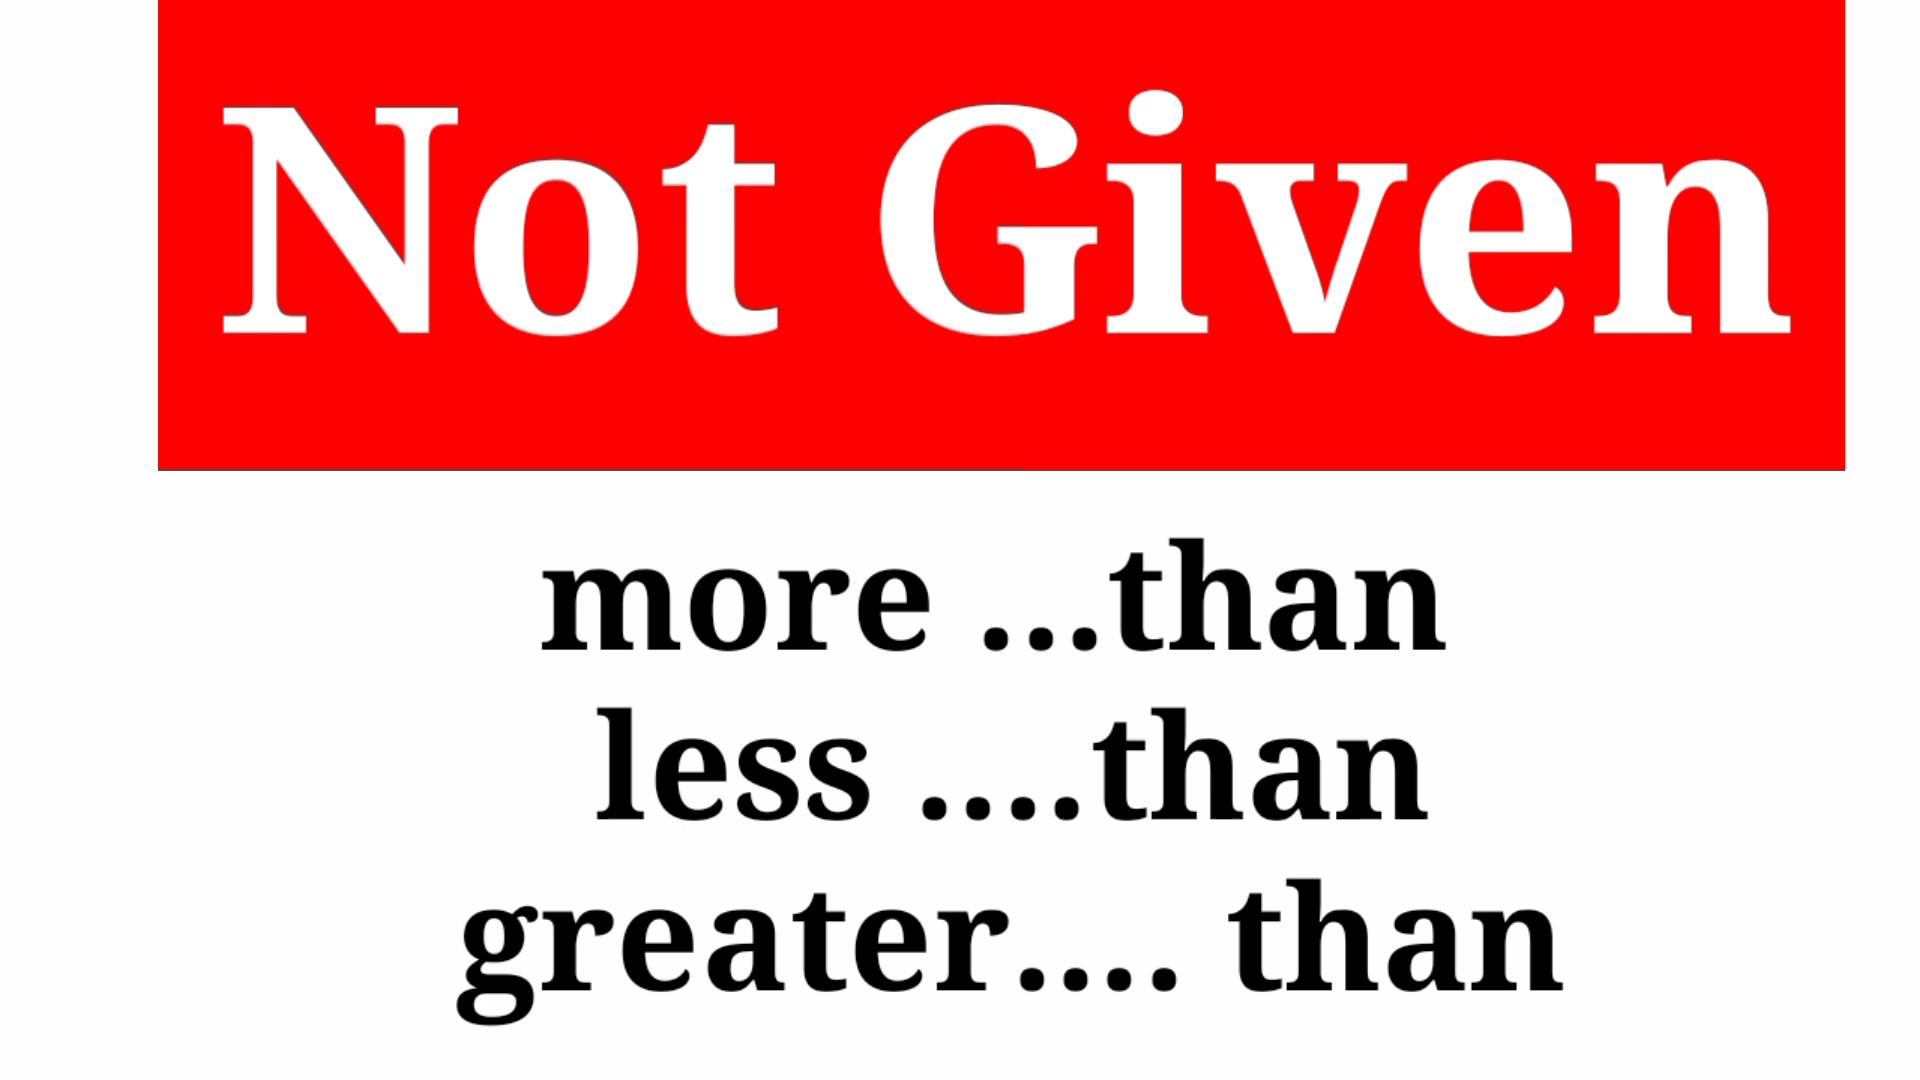 Not Given
more ...than
less ....than
greater.... than